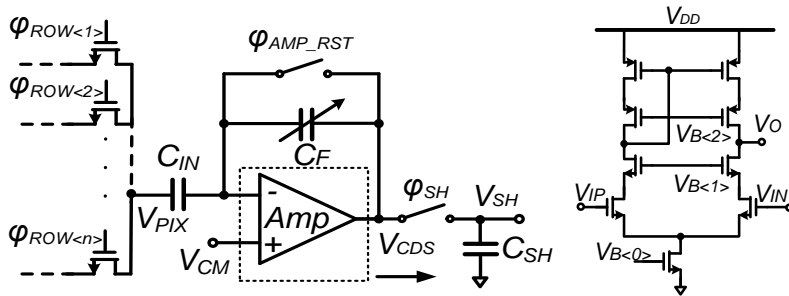 φROW<1>
φROW<2>
φROW<n>
VPIX
CIN
φAMP_RST
CF
-
Amp
+
VCM
φSH
VCDS
VSH
CSH
VDD
VB<2>
VO
VB<1>
VIP
VIN
VB<0>